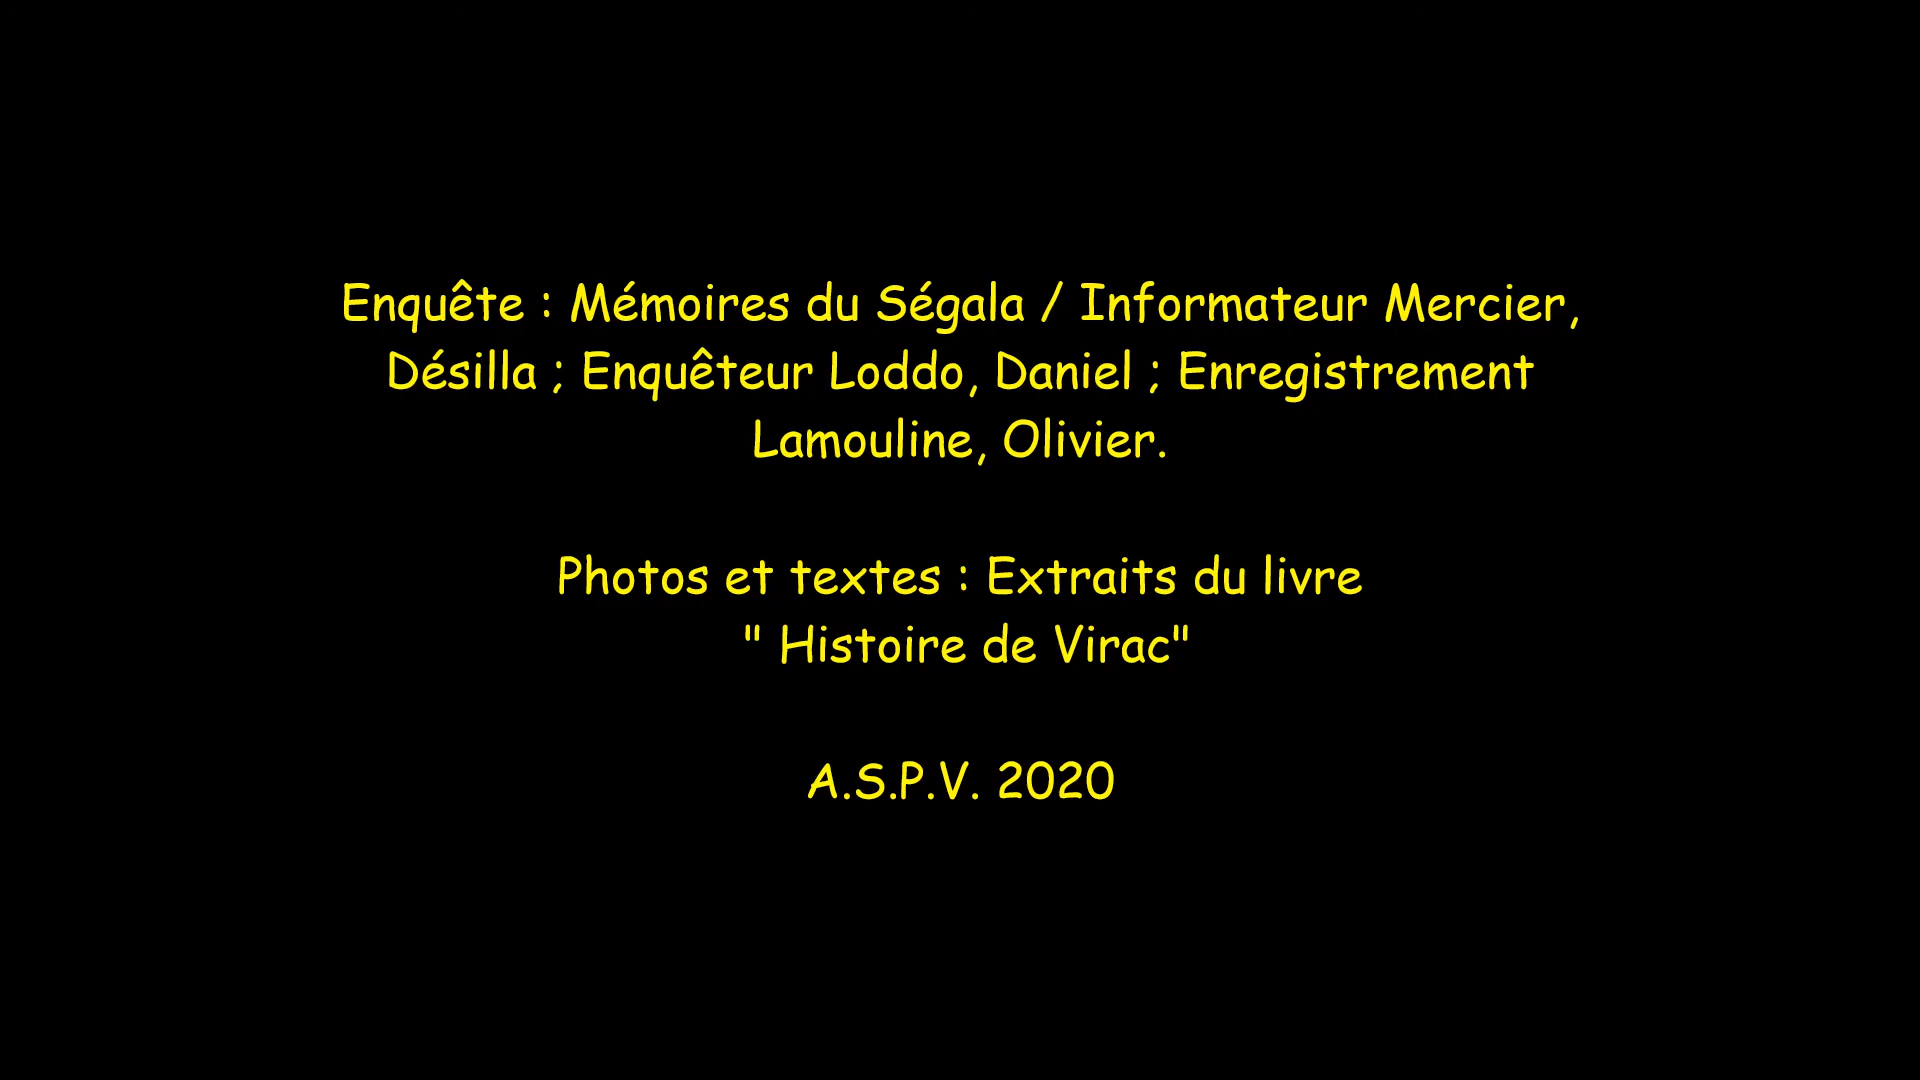 Enquête : Mémoires du Ségala / Informateur Mercier,
Désilla ; Enquêteur Loddo, Daniel ; Enregistrement
Lamouline, Olivier.
Photos et textes : Extraits du livre
" Histoire de Virac"
A.S.P.V. 2020